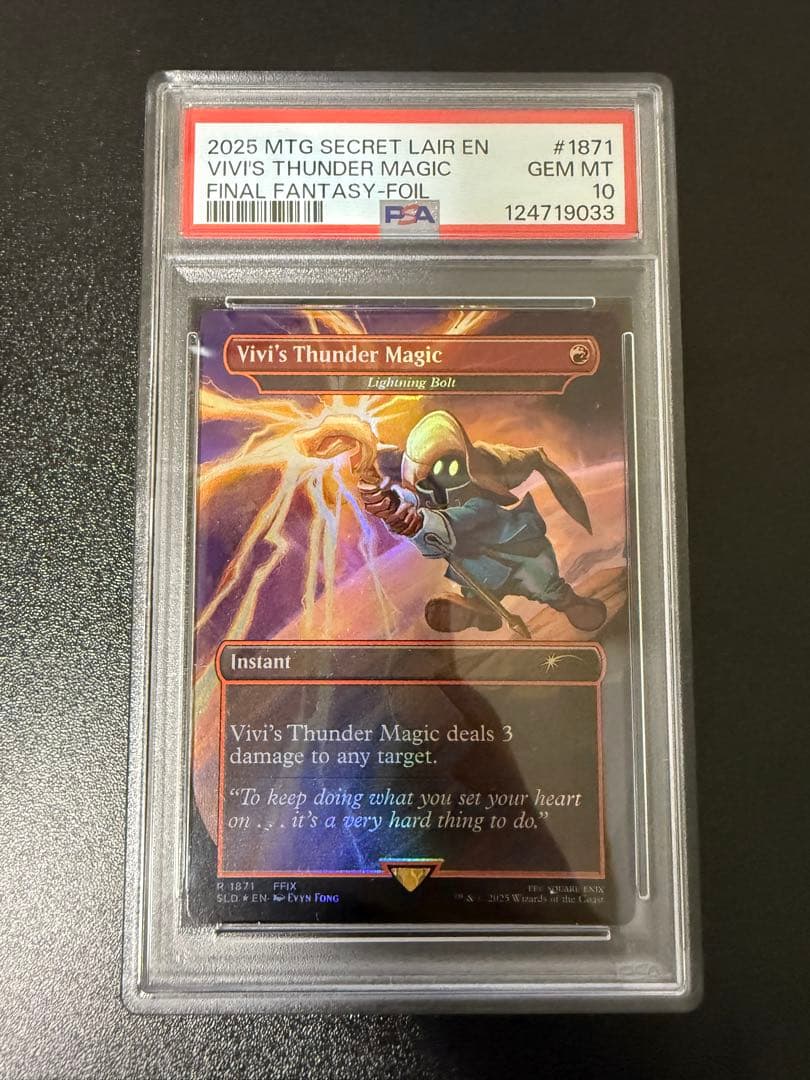 2025 MTG SECRET LAIR EN #1871
VIVI'S THUNDER MAGIC GEM MT
FINAL FANTASY-FOIL 10
PSA 124719033
Vivi's Thunder Magic
Lightning Bolt
Instant
Vivi's Thunder Magic deals 3
damage to any target.
“To keep doing what you set your heart
on . . . it's a very hard thing to do.”
R 1871 FFIX
SLD ★ EN Evyn Fong
SQUARE ENIX
™ & © 2025 Wizards of the Coast